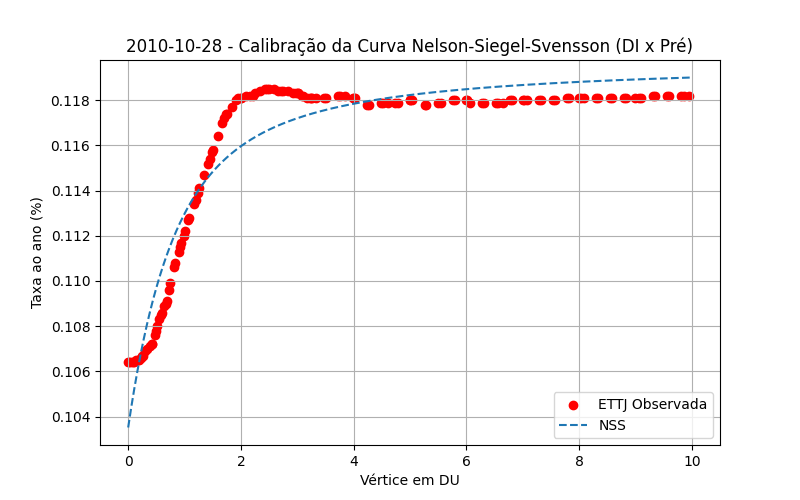 2010-10-28 - Calibração da Curva Nelson-Siegel-Svensson (DI x Pré)
Taxa ao ano (%)
0.118
0.116
0.114
0.112
0.110
0.108
0.106
0.104
0
2
4
6
8
10
Vértice em DU
ETTJ Observada
NSS